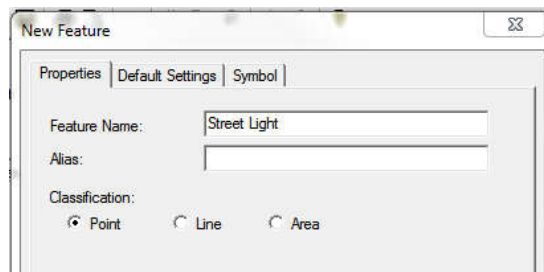 New Feature
Properties Default Settings Symbol
Feature Name: Street Light
Alias:
Classification:
Point Line Area